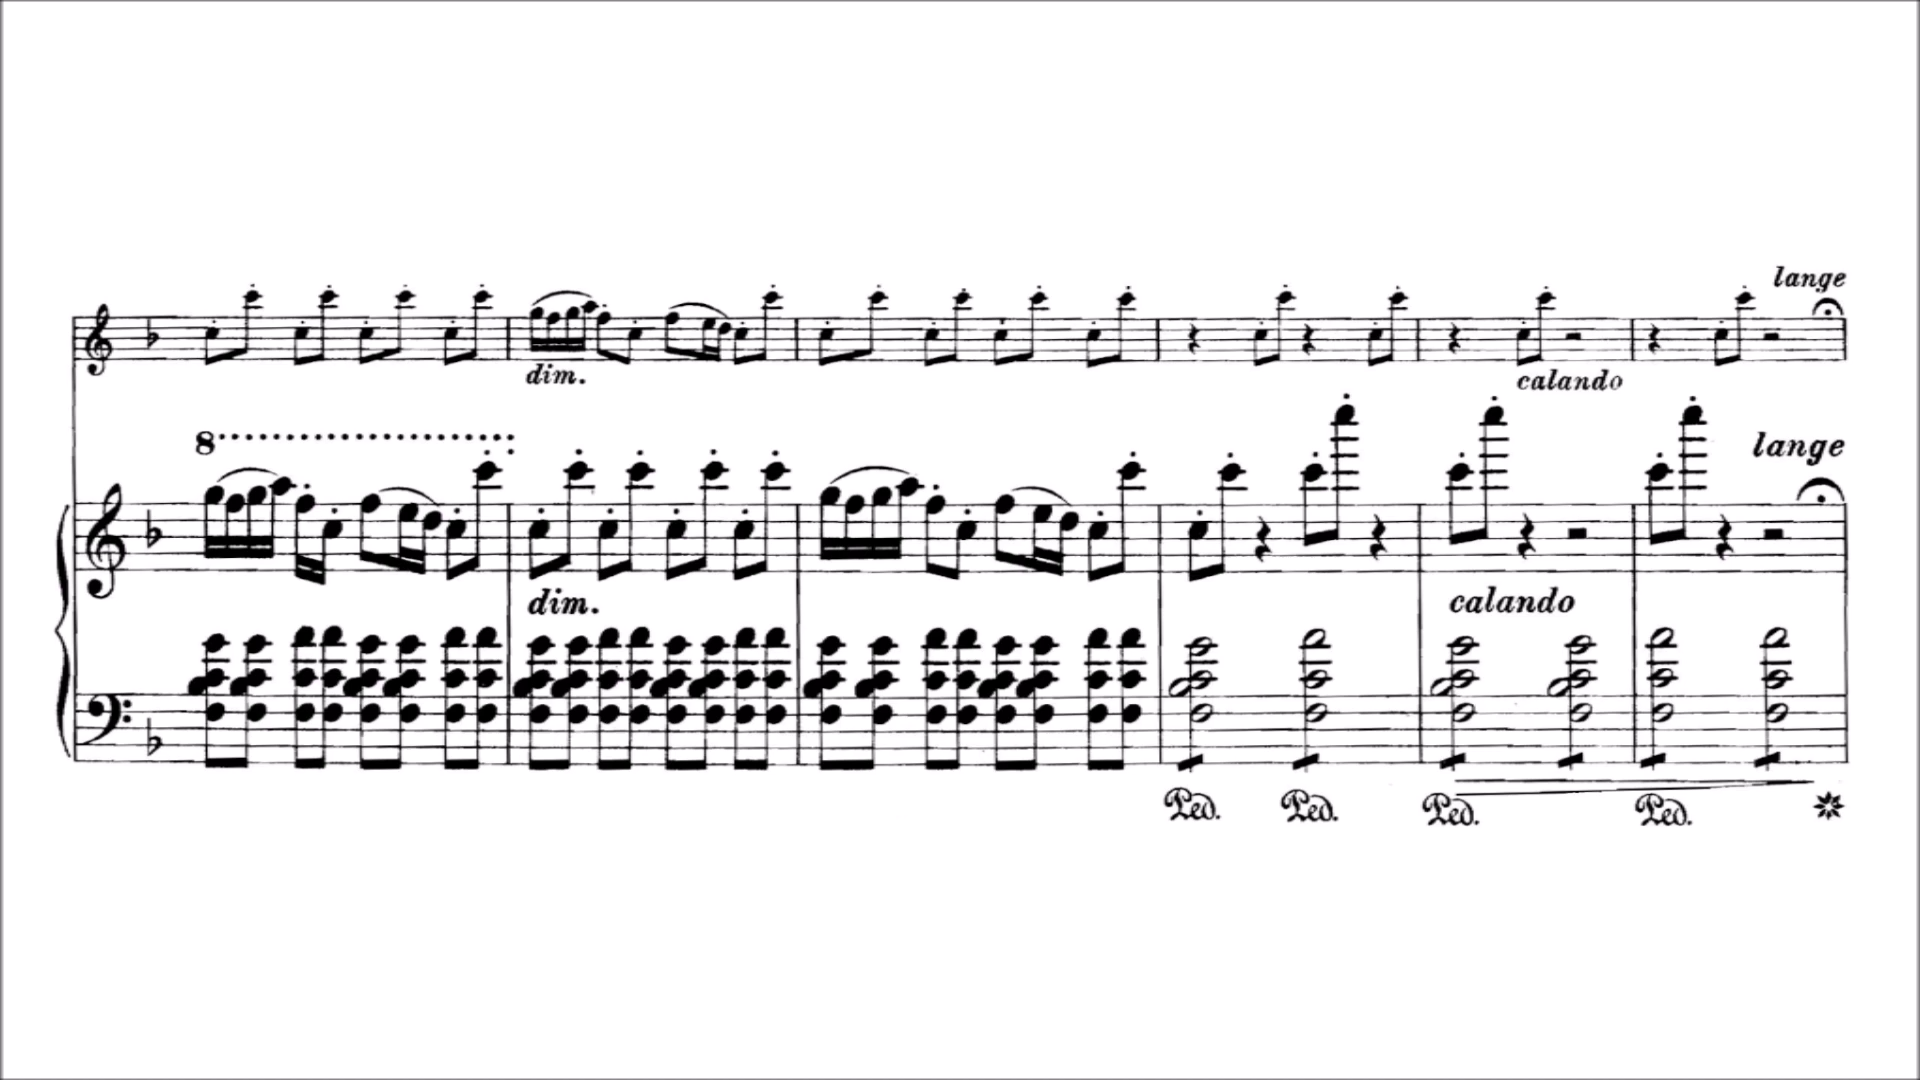 lange
dim.
calando
8
lange
dim.
calando
Ped. Ped. Ped. Ped.